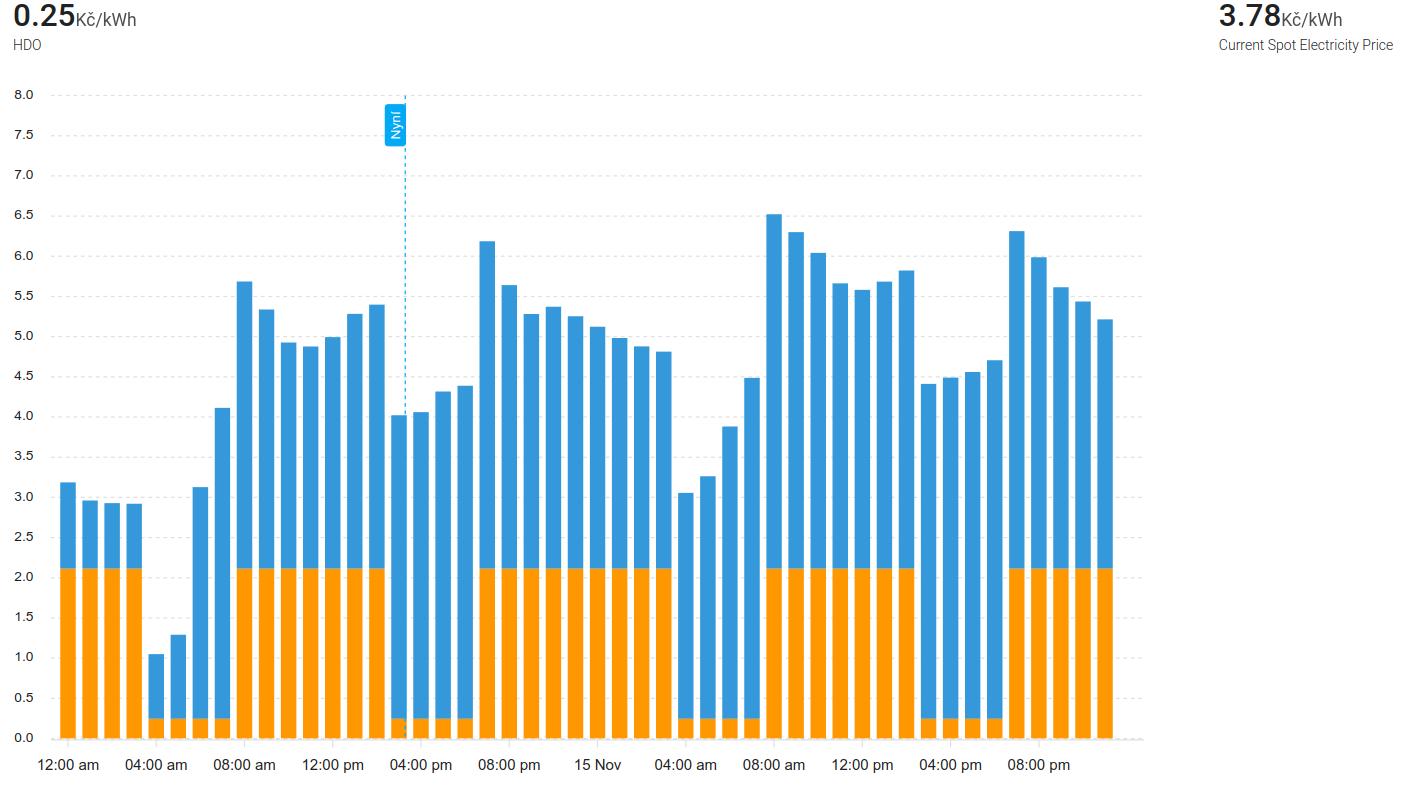 0.25Kč/kWh
HDO
3.78Kč/kWh
Current Spot Electricity Price
8.0
7.5
7.0
6.5
6.0
5.5
5.0
4.5
4.0
3.5
3.0
2.5
2.0
1.5
1.0
0.5
0.0
Nyní
12:00 am
04:00 am
08:00 am
12:00 pm
04:00 pm
08:00 pm
15 Nov
04:00 am
08:00 am
12:00 pm
04:00 pm
08:00 pm